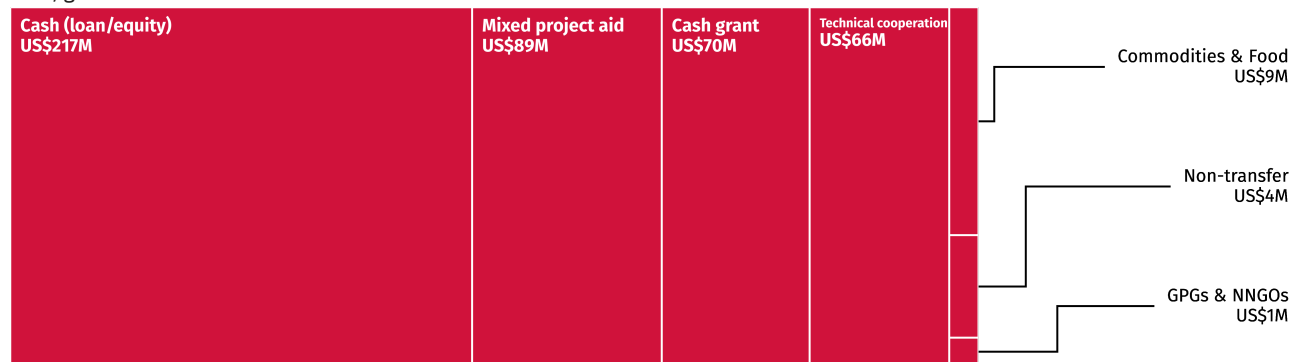 Cash (loan/equity)
US$217M
Mixed project aid
US$89M
Cash grant
US$70M
Technical cooperation
US$66M
Commodities & Food
US$9M
Non-transfer
US$4M
GPGs & NNGOs
US$1M